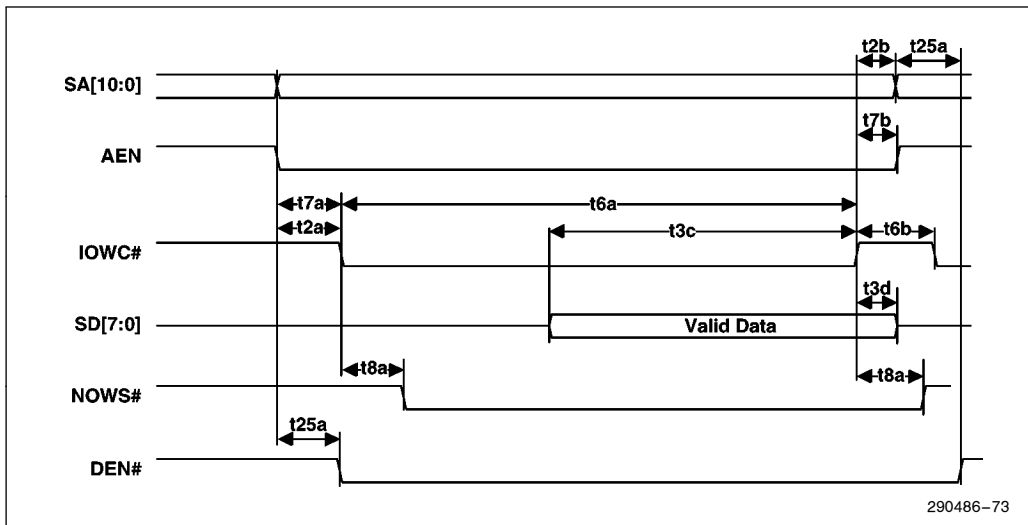 t2b t25a
SA[10:0]
t7b
AEN
t7a t6a
t2a t3c t6b
IOWC#
t3d
SD[7:0] Valid Data
t8a t8a
NOWS#
t25a
DEN#
290486–73